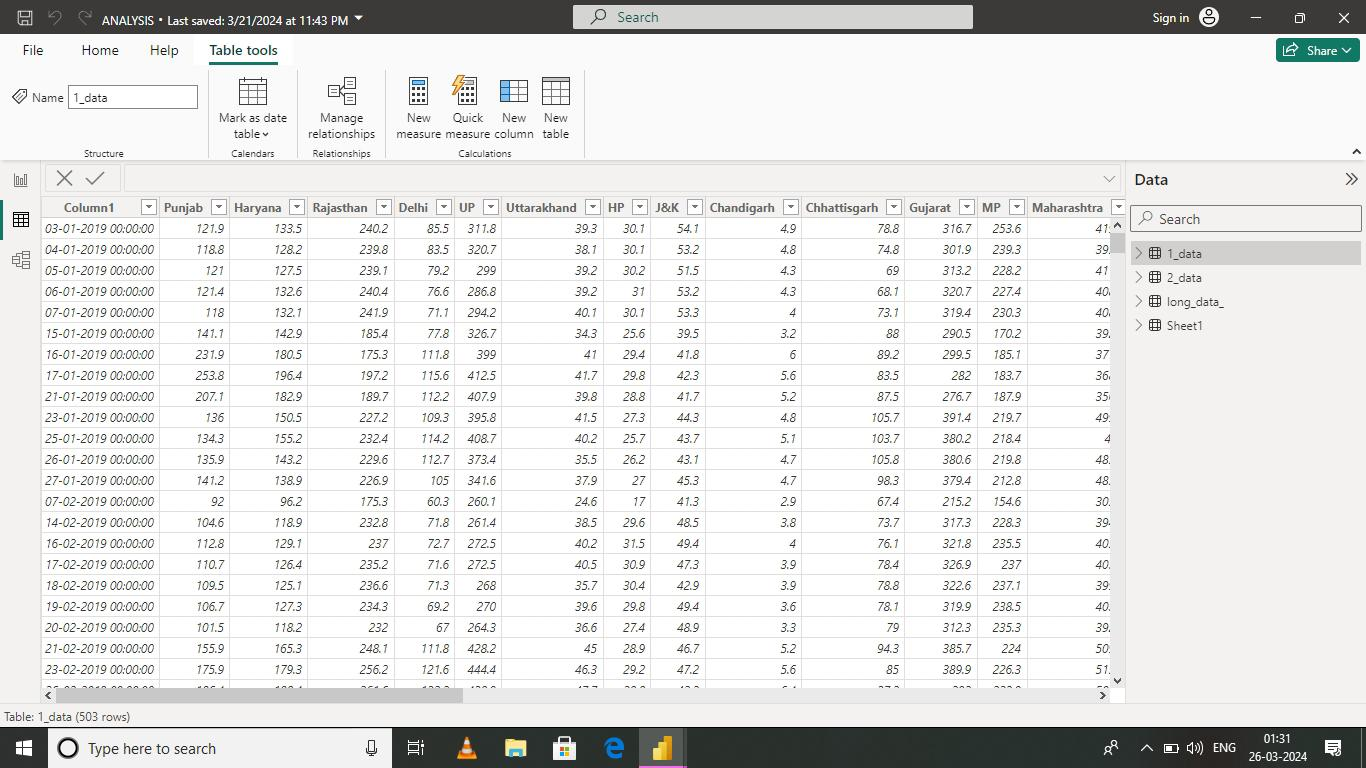 ANALYSIS • Last saved: 3/21/2024 at 11:43 PM
Search
Sign in
File Home Help Table tools
Share
Name 1_data
Mark as date table
Manage relationships
New measure
Quick measure
New column
New table
Structure Calendars Relationships Calculations
Data
Search
1_data
2_data
long_data_
Sheet1
Column1 Punjab Haryana Rajasthan Delhi UP Uttarakhand HP J&K Chandigarh Chhattisgarh Gujarat MP Maharashtra
03-01-2019 00:00:00 121.9 133.5 240.2 85.5 311.8 39.3 30.1 54.1 4.9 78.8 316.7 253.6
04-01-2019 00:00:00 118.8 128.2 239.8 83.5 320.7 38.1 30.1 53.2 4.8 74.8 301.9 239.3
05-01-2019 00:00:00 121 127.5 239.1 79.2 299 39.2 30.2 51.5 4.3 69 313.2 228.2
06-01-2019 00:00:00 121.4 132.6 240.4 76.6 286.8 39.2 31 53.2 4.3 68.1 320.7 227.4
07-01-2019 00:00:00 118 132.1 241.9 71.1 294.2 40.1 30.1 53.3 4 73.1 319.4 230.3
15-01-2019 00:00:00 141.1 142.9 185.4 77.8 326.7 34.3 25.6 39.5 3.2 88 290.5 170.2
16-01-2019 00:00:00 231.9 180.5 175.3 111.8 399 41 29.4 41.8 6 89.2 299.5 185.1
17-01-2019 00:00:00 253.8 196.4 197.2 115.6 412.5 41.7 29.8 42.3 5.6 83.5 282 183.7
21-01-2019 00:00:00 207.1 182.9 189.7 112.2 407.9 39.8 28.8 41.7 5.2 87.5 276.7 187.9
23-01-2019 00:00:00 136 150.5 227.2 109.3 395.8 41.5 27.3 44.3 4.8 105.7 391.4 219.7
25-01-2019 00:00:00 134.3 155.2 232.4 114.2 408.7 40.2 25.7 43.7 5.1 103.7 380.2 218.4
26-01-2019 00:00:00 135.9 143.2 229.6 112.7 373.4 35.5 26.2 43.1 4.7 105.8 380.6 219.8
27-01-2019 00:00:00 141.2 138.9 226.9 105 341.6 37.9 27 45.3 4.7 98.3 379.4 212.8
07-02-2019 00:00:00 92 96.2 175.3 60.3 260.1 24.6 17 41.3 2.9 67.4 215.2 154.6
14-02-2019 00:00:00 104.6 118.9 232.8 71.8 261.4 38.5 29.6 48.5 3.8 73.7 317.3 228.3
16-02-2019 00:00:00 112.8 129.1 237 72.7 272.5 40.2 31.5 49.4 4 76.1 321.8 235.5
17-02-2019 00:00:00 110.7 126.4 235.2 71.6 272.5 40.5 30.9 47.3 3.9 78.4 326.9 237
18-02-2019 00:00:00 109.5 125.1 236.6 71.3 268 35.7 30.4 42.9 3.9 78.8 322.6 237.1
19-02-2019 00:00:00 106.7 127.3 234.3 69.2 270 39.6 29.8 49.4 3.6 78.1 319.9 238.5
20-02-2019 00:00:00 101.5 118.2 232 67 264.3 36.6 27.4 48.9 3.3 79 312.3 235.3
21-02-2019 00:00:00 155.9 165.3 248.1 111.8 428.2 45 28.9 46.7 5.2 94.3 385.7 224
23-02-2019 00:00:00 175.9 179.3 256.2 121.6 444.4 46.3 29.2 47.2 5.6 85 389.9 226.3
Table: 1_data (503 rows)
Type here to search
ENG
01:31
26-03-2024